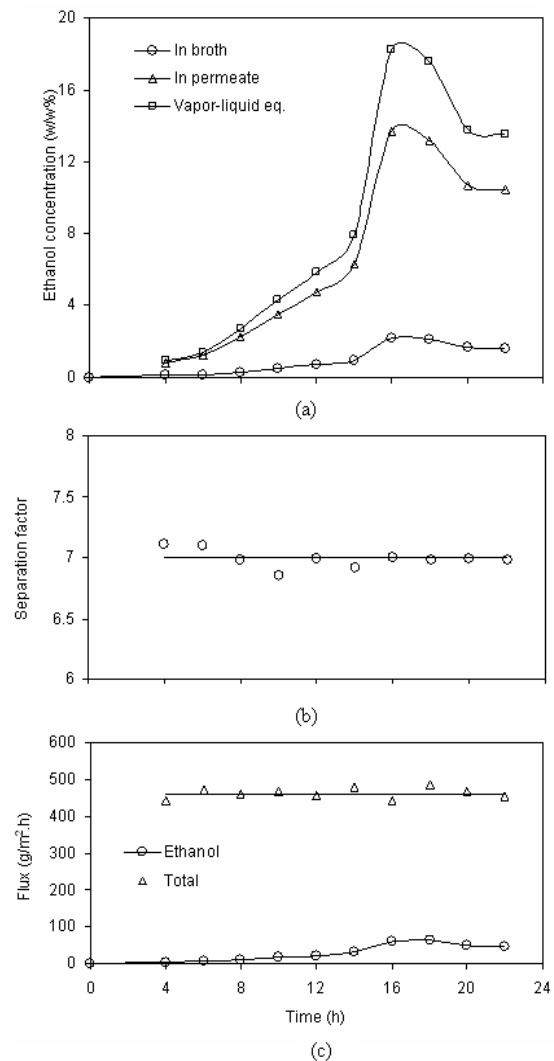 20
16
12
8
4
0
Ethanol concentration (w/w%)
In broth
In permeate
Vapor-liquid eq.
(a)
8
7.5
7
6.5
6
Separation factor
(b)
600
500
400
300
200
100
0
Flux (g/m².h)
Ethanol
Total
0 4 8 12 16 20 24
Time (h)
(c)